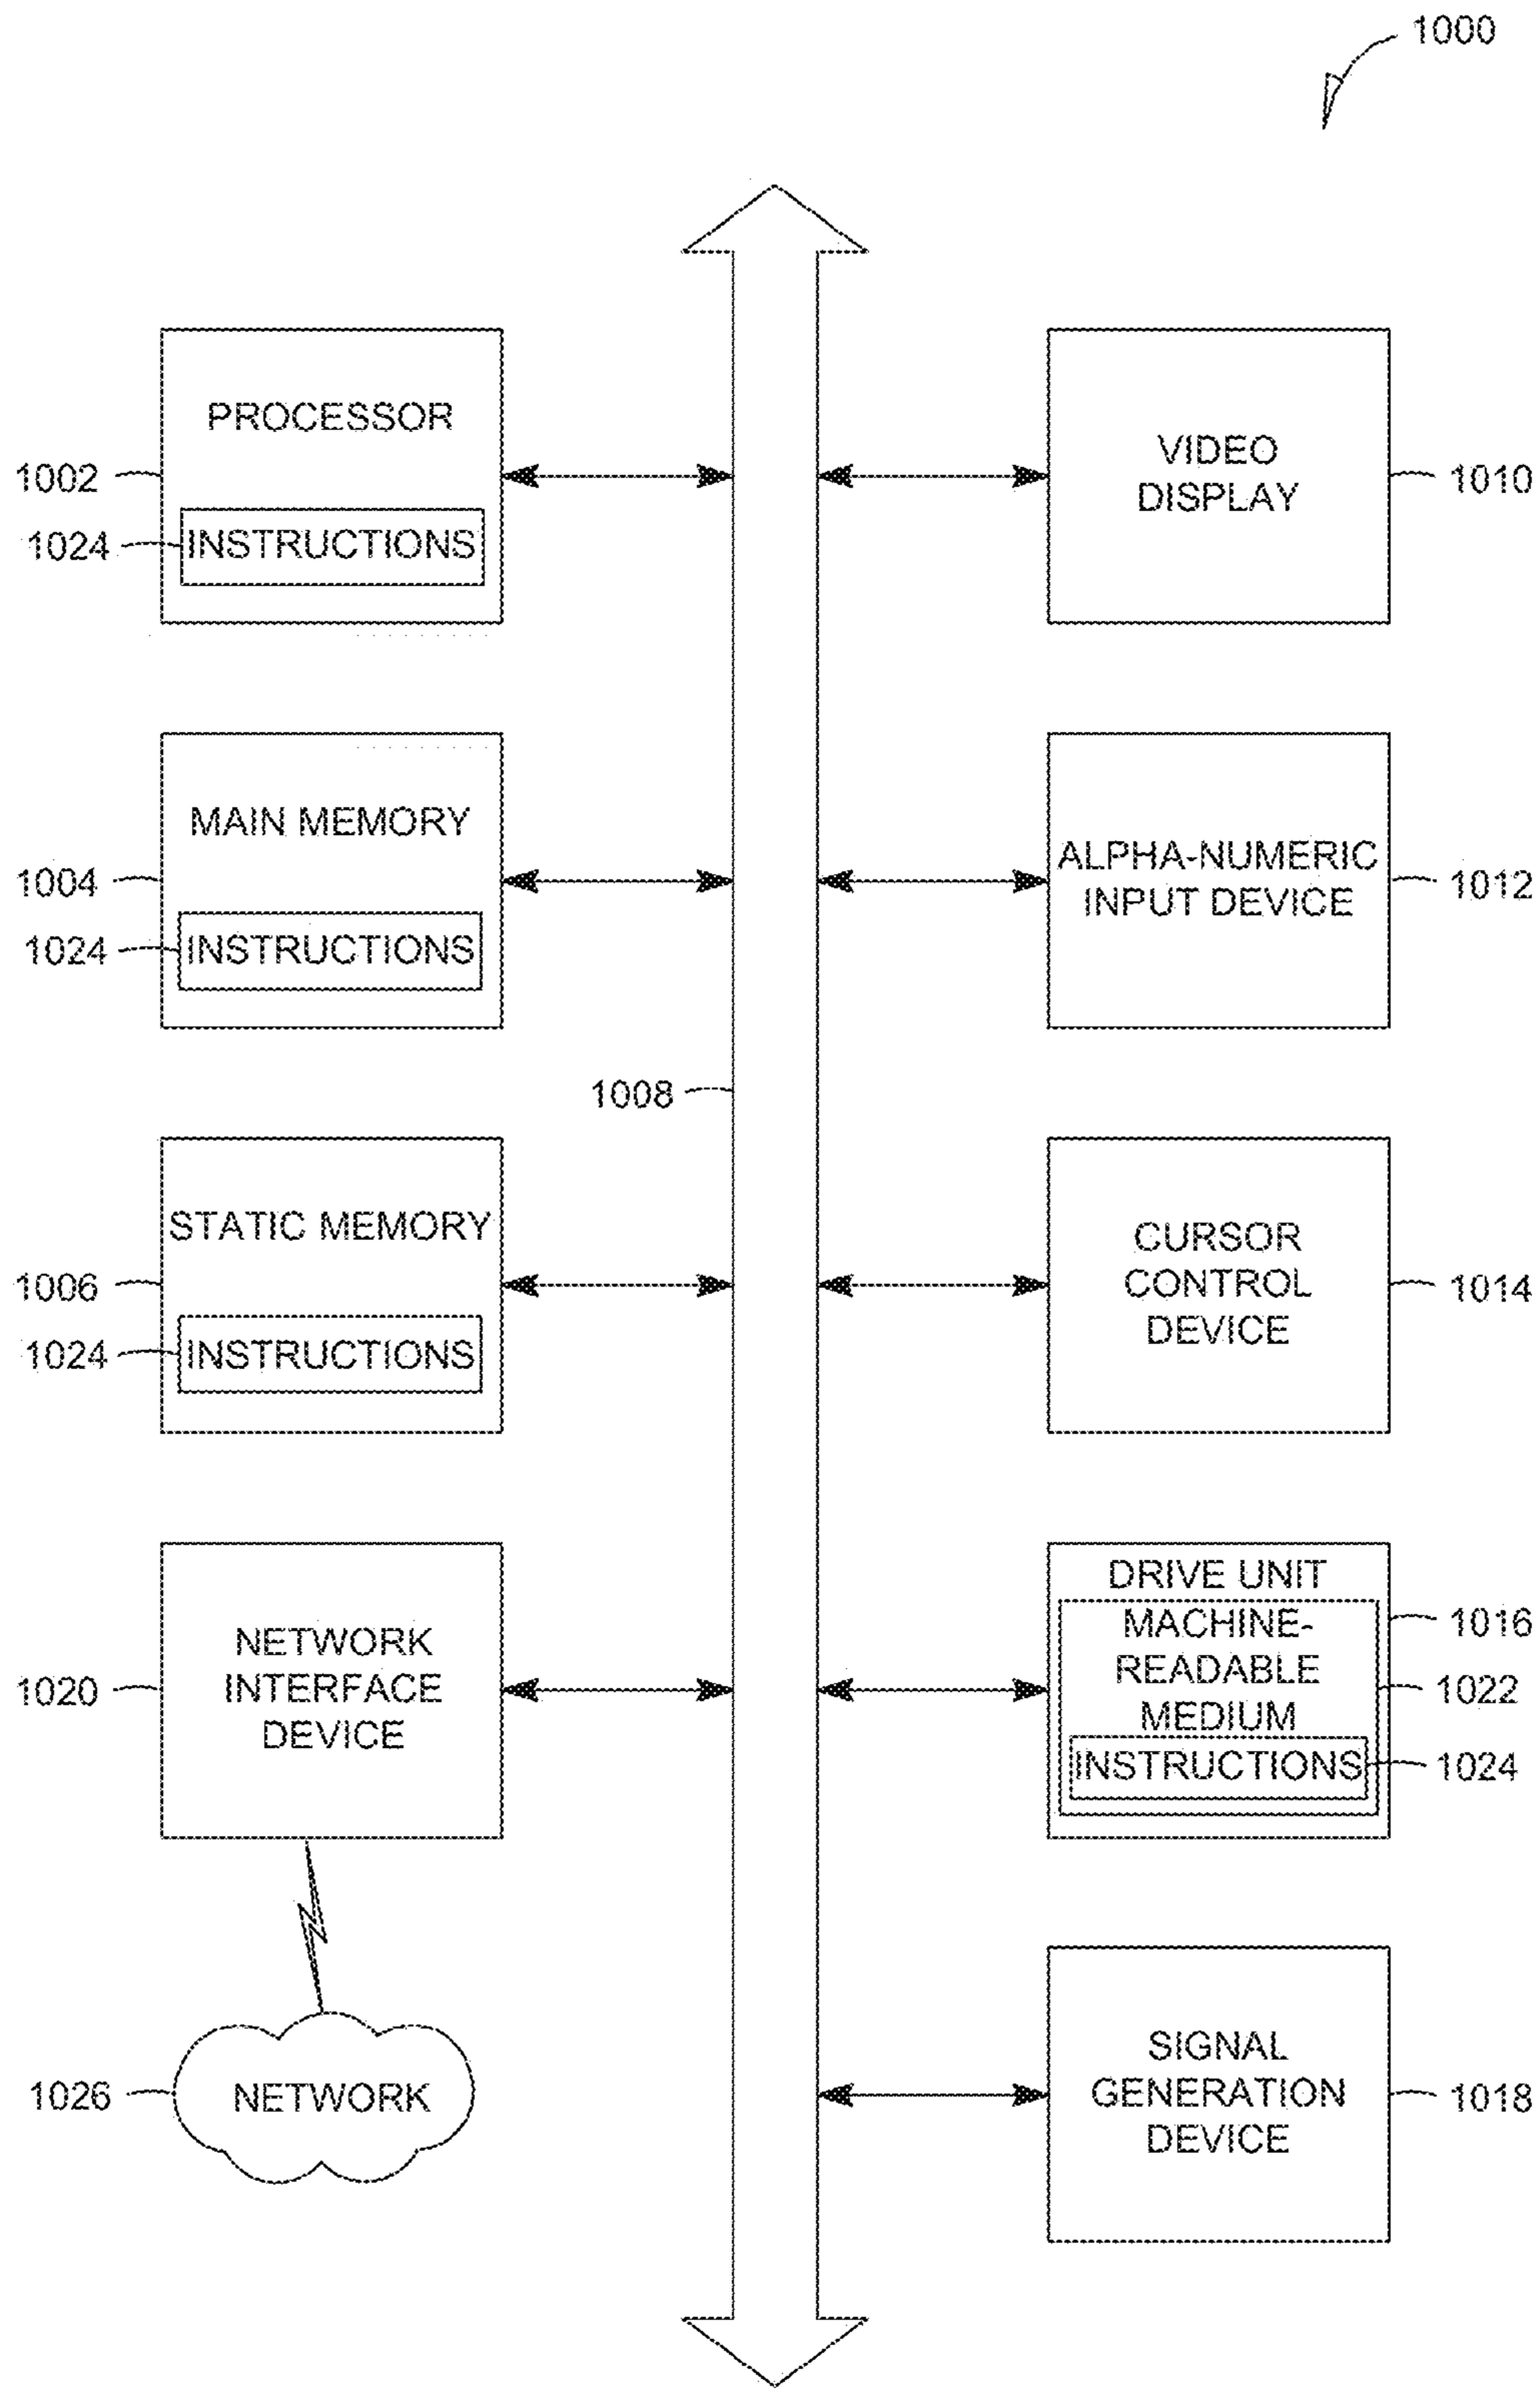 1000
PROCESSOR
1002
1024
INSTRUCTIONS
VIDEO
DISPLAY
1010
MAIN MEMORY
1004
1024
INSTRUCTIONS
ALPHA-NUMERIC
INPUT DEVICE
1012
1008
STATIC MEMORY
1006
1024
INSTRUCTIONS
CURSOR
CONTROL
DEVICE
1014
NETWORK
INTERFACE
DEVICE
1020
DRIVE UNIT
1016
MACHINE-
READABLE
MEDIUM
1022
INSTRUCTIONS
1024
NETWORK
1026
SIGNAL
GENERATION
DEVICE
1018